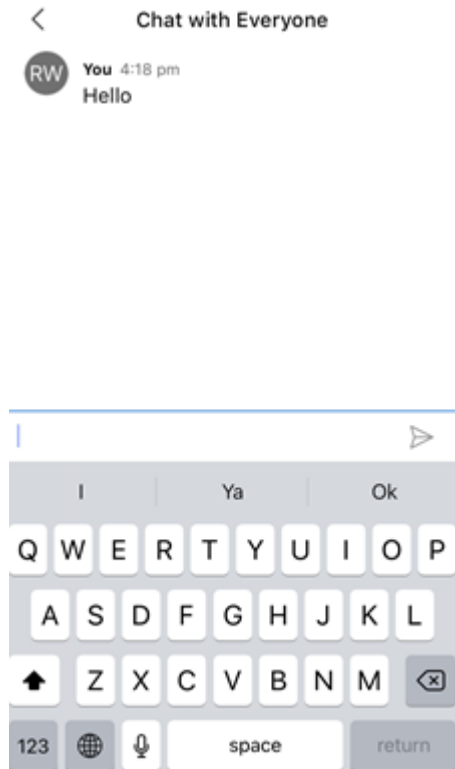 Chat with Everyone
RW
You 4:18 pm
Hello
I Ya Ok
Q W E R T Y U I O P
A S D F G H J K L
Z X C V B N M
123 space return